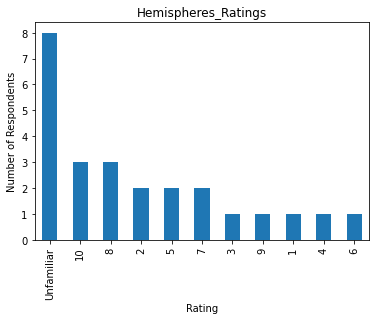 Hemispheres_Ratings
Number of Respondents
8
7
6
5
4
3
2
1
0
Unfamiliar 10 8 2 5 7 3 9 1 4 6
Rating